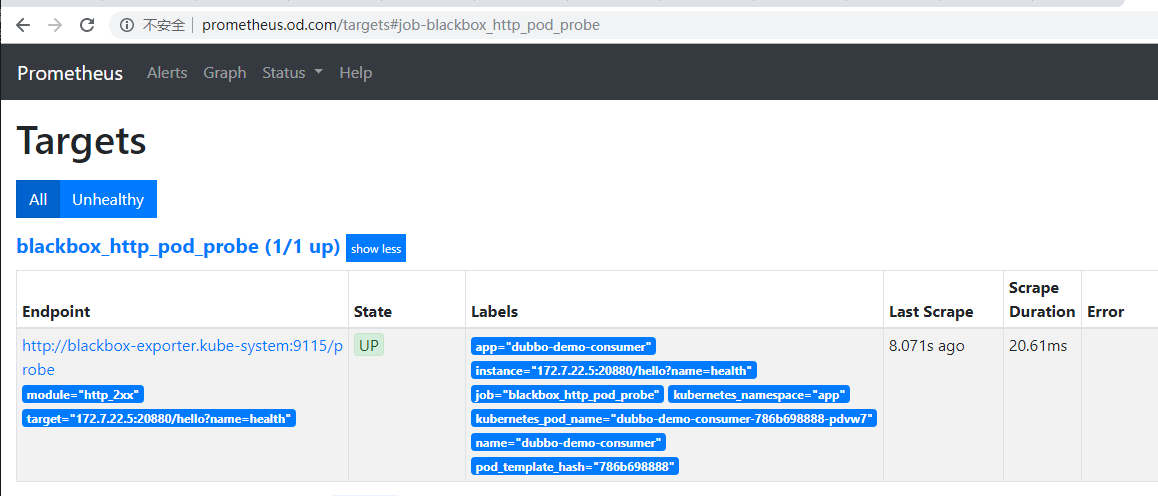 不安全 prometheus.od.com/targets#job-blackbox_http_pod_probe
Prometheus Alerts Graph Status Help
Targets
All Unhealthy
blackbox_http_pod_probe (1/1 up) show less
Endpoint State Labels Last Scrape Scrape Duration Error
http://blackbox-exporter.kube-system:9115/p
robe
module="http_2xx"
target="172.7.22.5:20880/hello?name=health"
UP
app="dubbo-demo-consumer"
instance="172.7.22.5:20880/hello?name=health"
job="blackbox_http_pod_probe" kubernetes_namespace="app"
kubernetes_pod_name="dubbo-demo-consumer-786b698888-pdvw7"
name="dubbo-demo-consumer"
pod_template_hash="786b698888"
8.071s ago
20.61ms